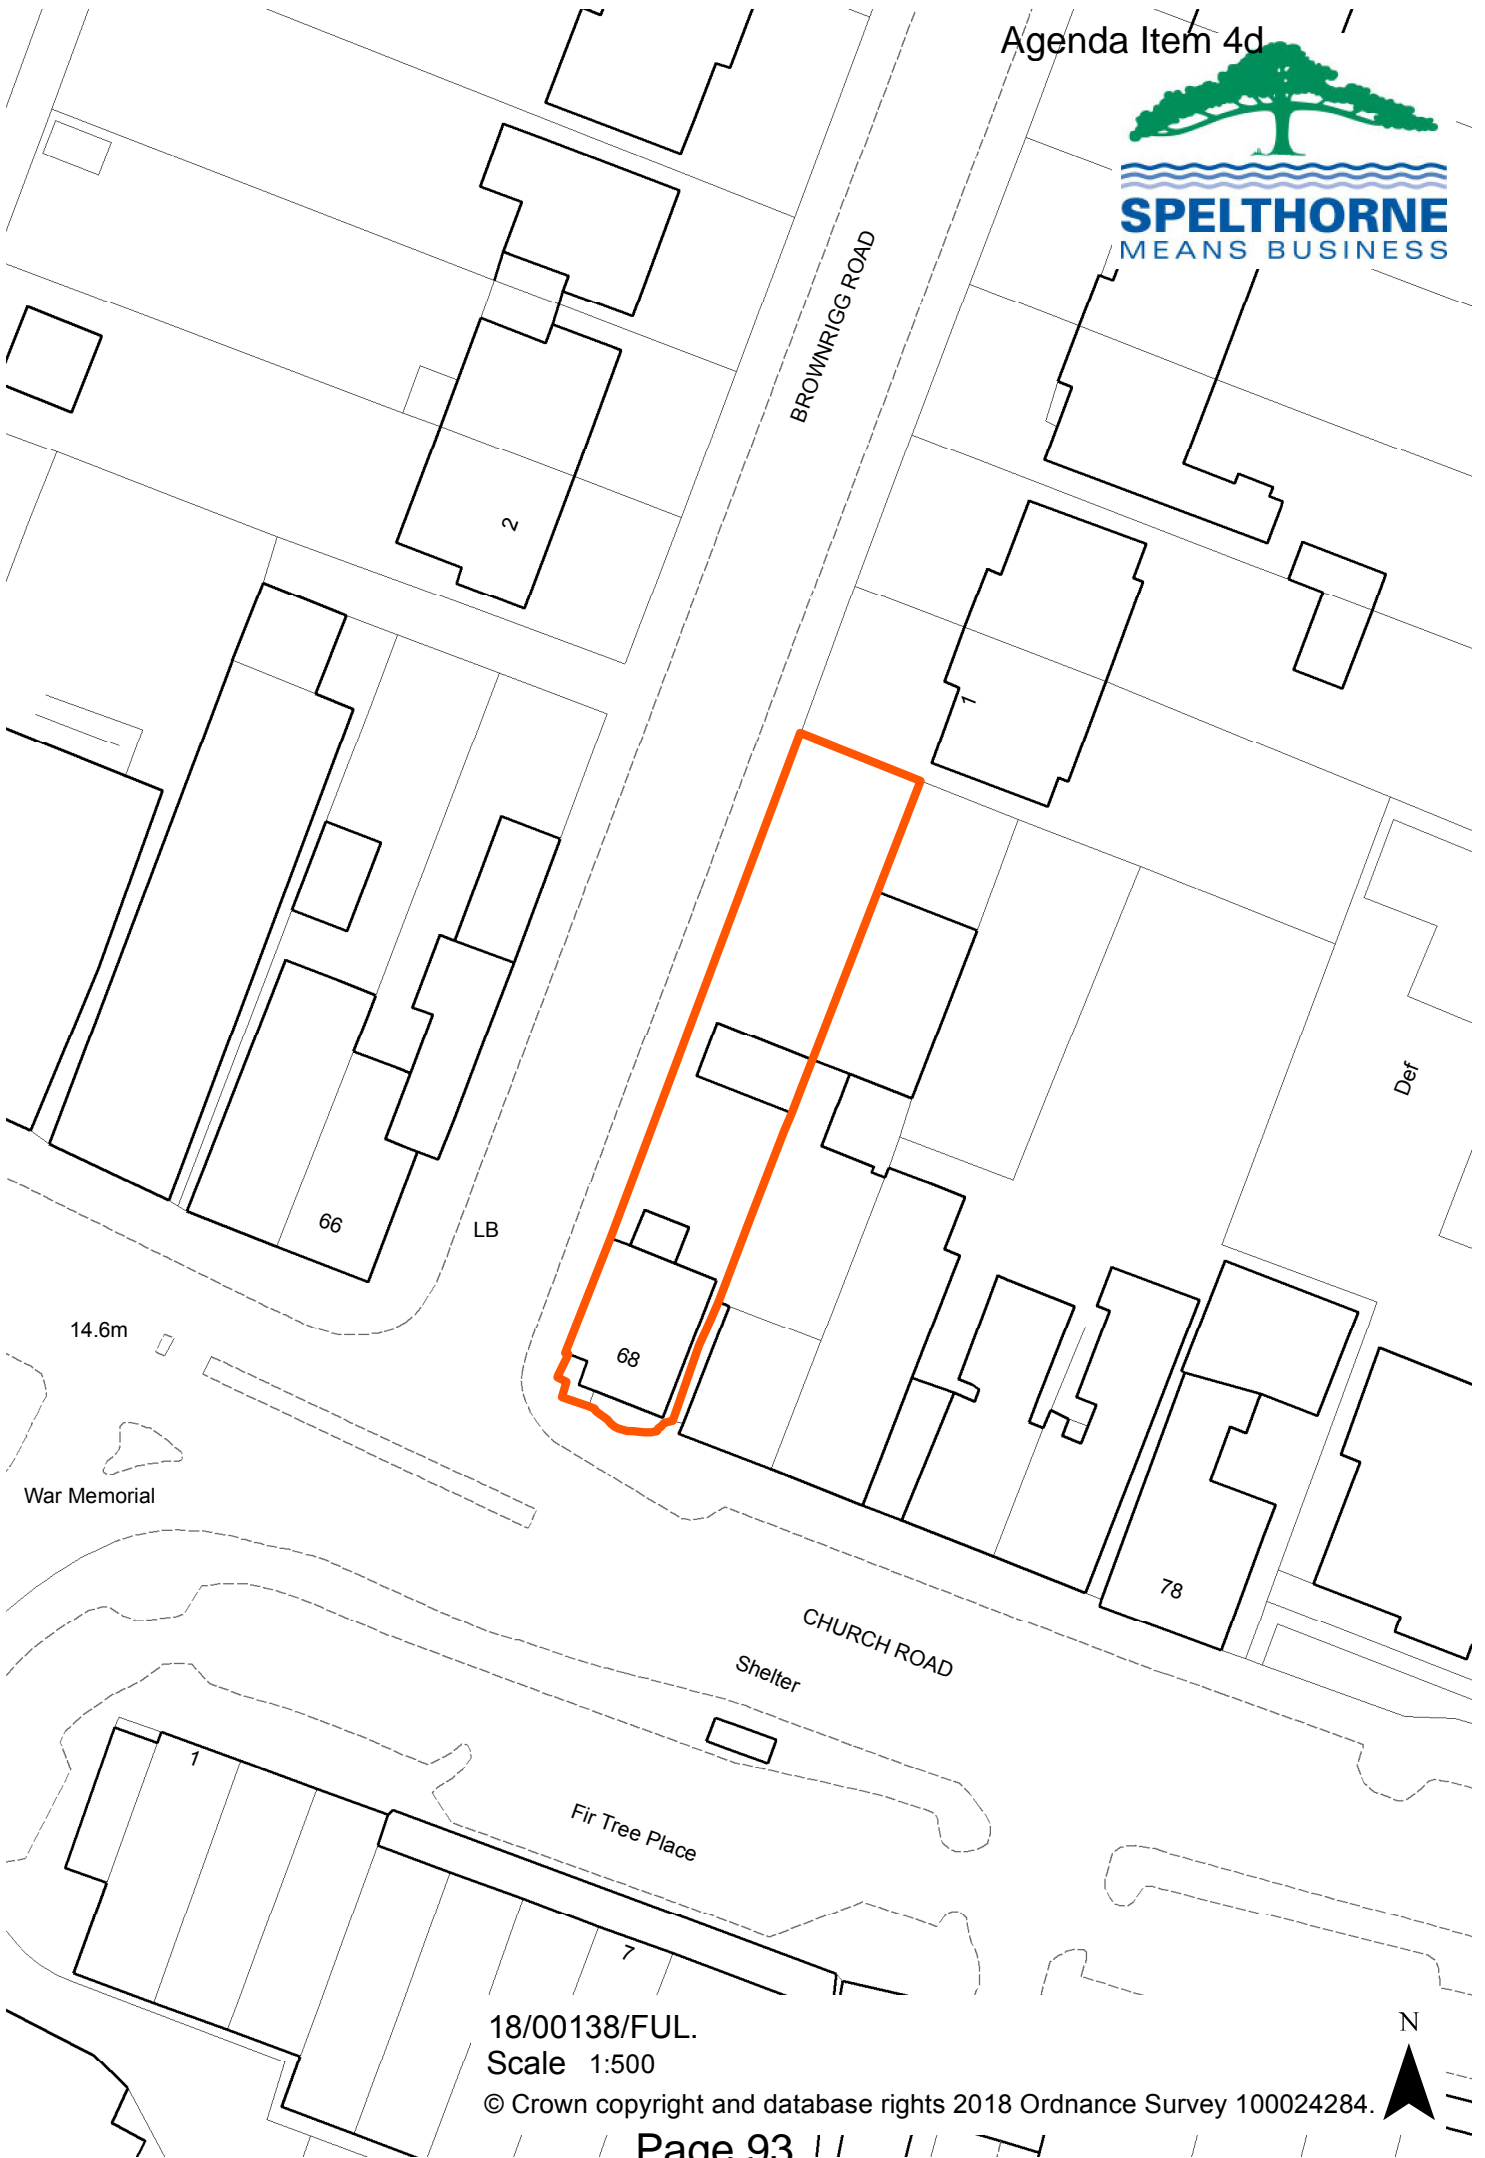 Agenda Item 4d
SPELTHORNE
MEANS BUSINESS
BROWNRIGG ROAD
2
1
Def
66
LB
68
14.6m
War Memorial
78
CHURCH ROAD
Shelter
1
Fir Tree Place
7
18/00138/FUL.
Scale 1:500
N
© Crown copyright and database rights 2018 Ordnance Survey 100024284.
Page 93